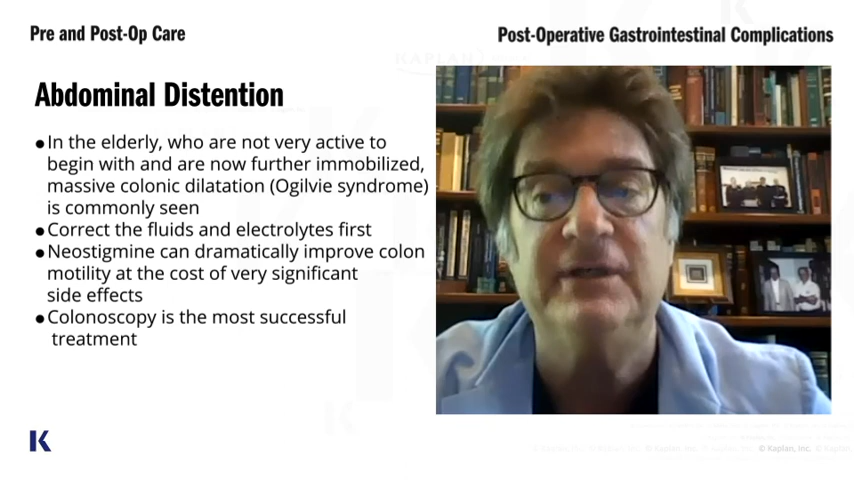 Pre and Post-Op Care
Post-Operative Gastrointestinal Complications
Abdominal Distention
●In the elderly, who are not very active to
begin with and are now further immobilized,
massive colonic dilatation (Ogilvie syndrome)
is commonly seen
●Correct the fluids and electrolytes first
●Neostigmine can dramatically improve colon
motility at the cost of very significant
side effects
●Colonoscopy is the most successful
treatment
K
© Kaplan, Inc.